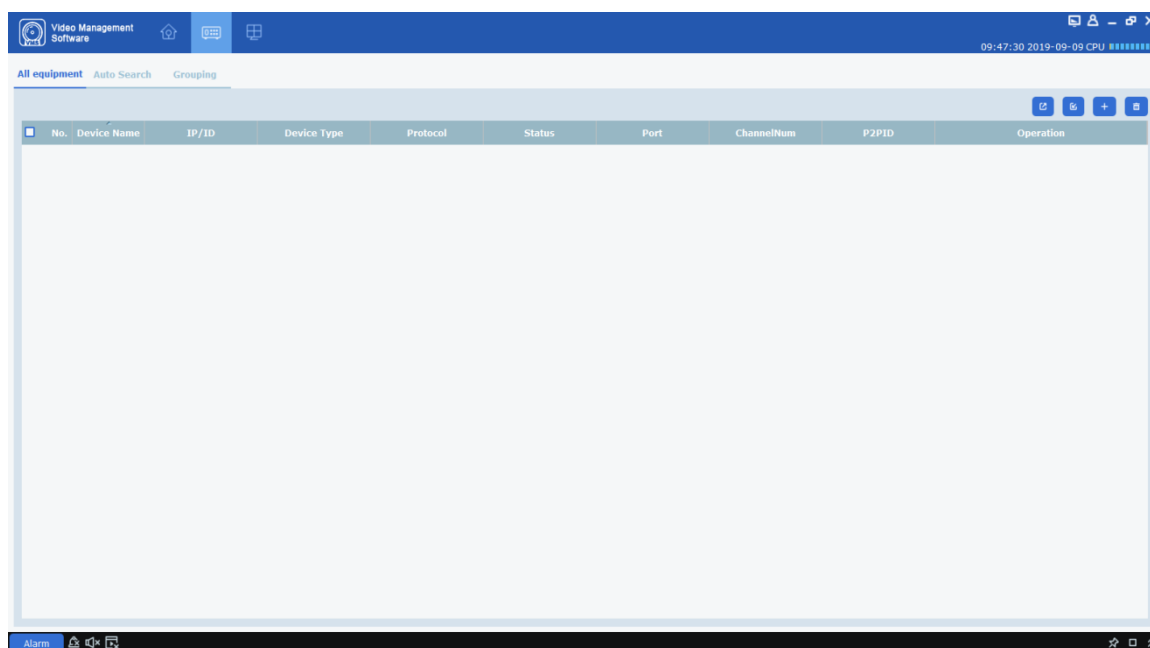 Video Management
Software
09:47:30 2019-09-09 CPU
All equipment Auto Search Grouping
No. Device Name IP/ID Device Type Protocol Status Port ChannelNum P2PID Operation
Alarm